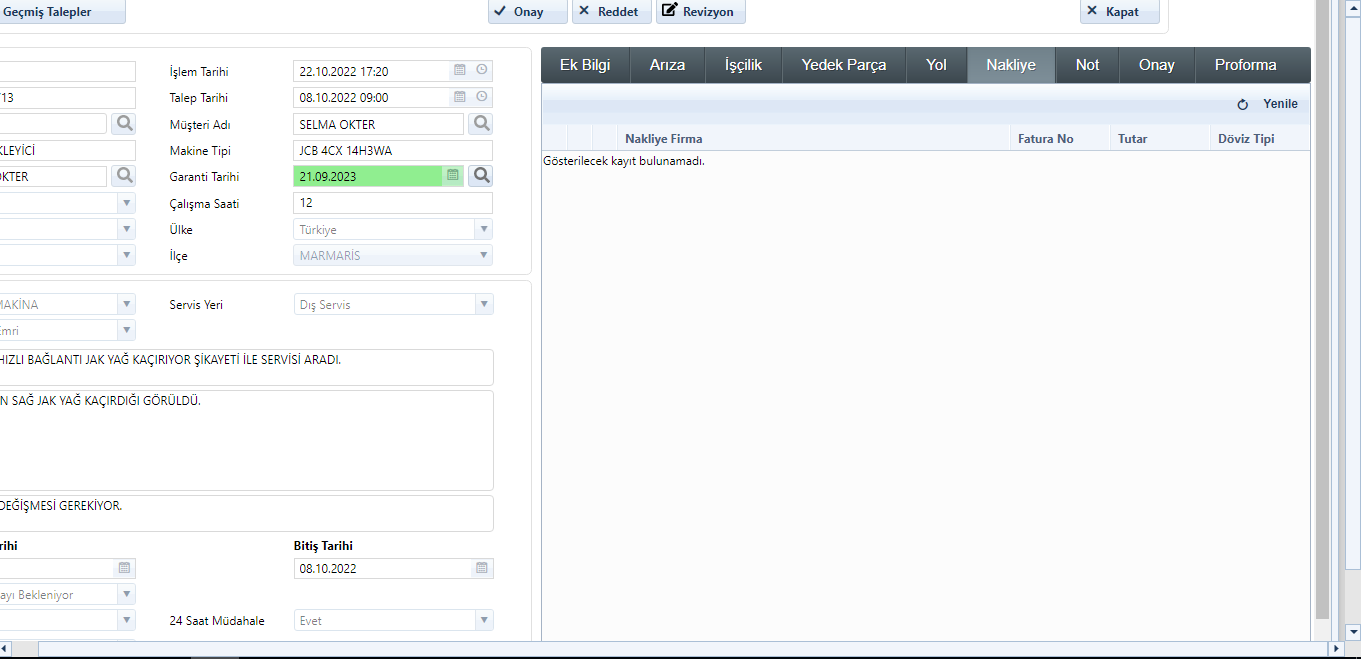 Geçmiş Talepler
Onay
Reddet
Revizyon
Kapat
İşlem Tarihi 22.10.2022 17:20
13 Talep Tarihi 08.10.2022 09:00
Müşteri Adı SELMA OKTER
KLEYİCİ Makine Tipi JCB 4CX 14H3WA
OKTER Garanti Tarihi 21.09.2023
Çalışma Saati 12
Ülke Türkiye
İlçe MARMARİS
MAKİNA Servis Yeri Dış Servis
Emri
HIZLI BAĞLANTI JAK YAĞ KAÇIRIYOR ŞİKAYETİ İLE SERVİSİ ARADI.
N SAĞ JAK YAĞ KAÇIRDIĞI GÖRÜLDÜ.
DEĞİŞMESİ GEREKİYOR.
rihi Bitiş Tarihi
08.10.2022
ayı Bekleniyor
24 Saat Müdahale Evet
Ek Bilgi Arıza İşçilik Yedek Parça Yol Nakliye Not Onay Proforma
Yenile
Nakliye Firma Fatura No Tutar Döviz Tipi
Gösterilecek kayıt bulunamadı.